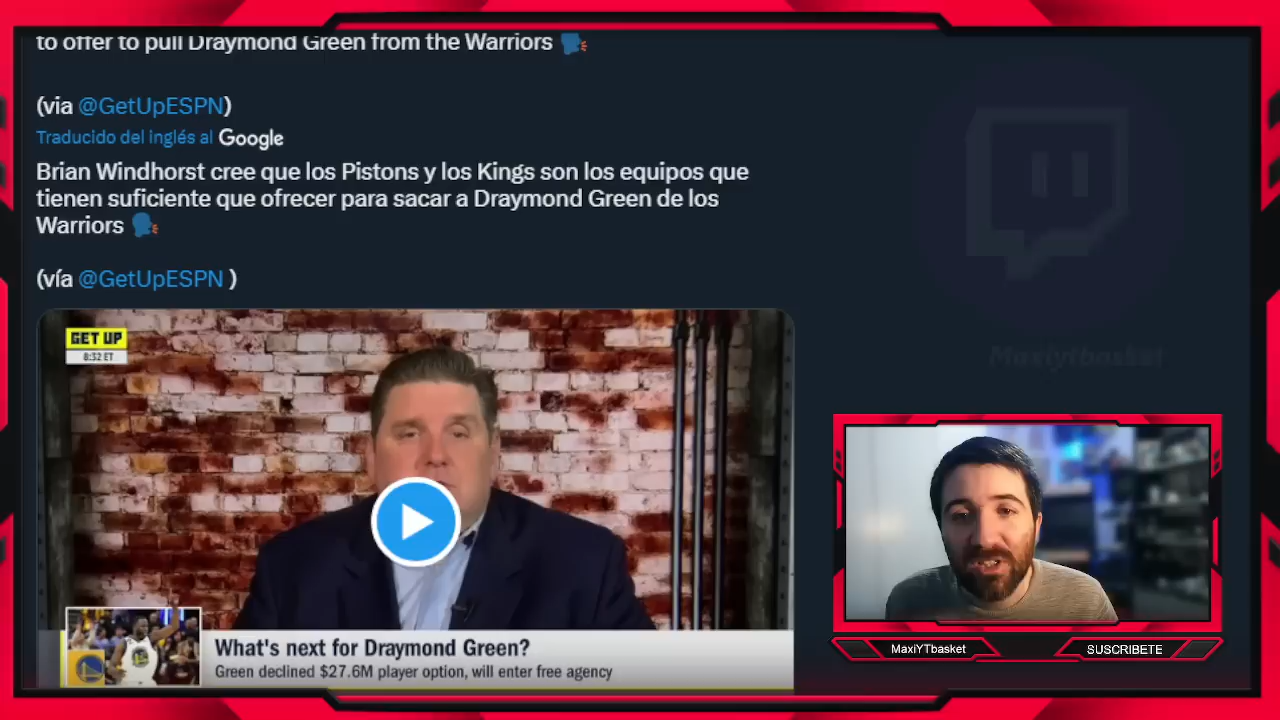 to offer to pull Draymond Green from the Warriors 🗣
(via @GetUpESPN)
Traducido del inglés al Google
Brian Windhorst cree que los Pistons y los Kings son los equipos que
tienen suficiente que ofrecer para sacar a Draymond Green de los
Warriors 🗣
(vía @GetUpESPN )
GET UP
8:32 ET
What's next for Draymond Green?
Green declined $27.6M player option, will enter free agency
Maxiytbasket
MaxiYTbasket
SUSCRIBETE